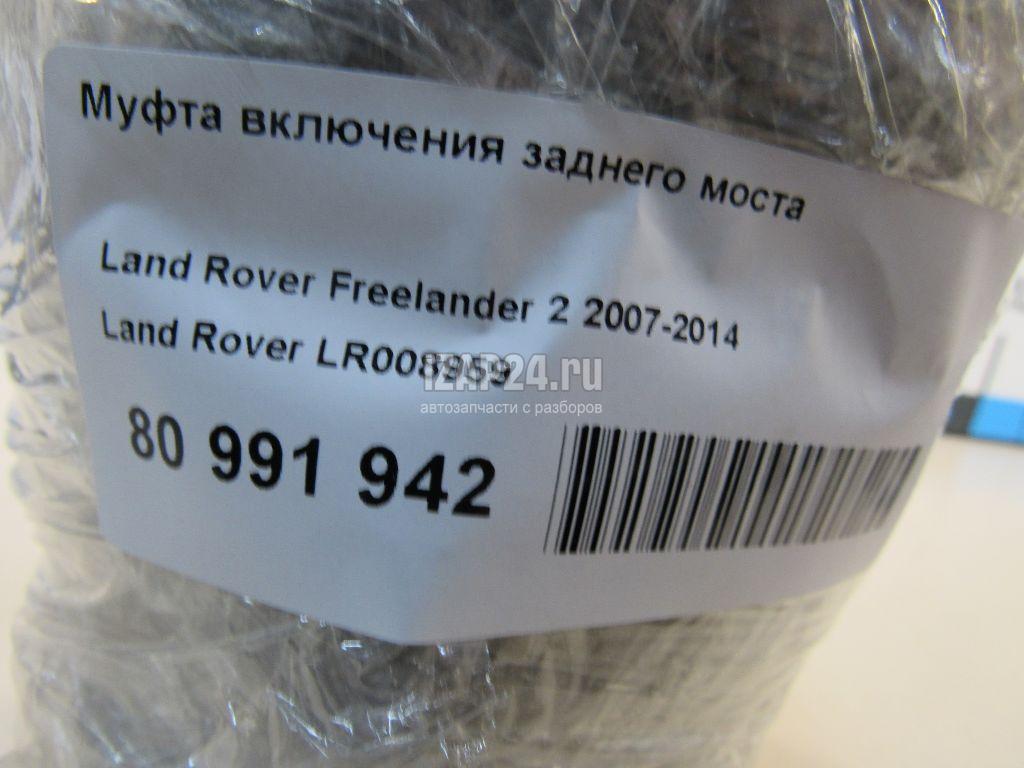 Муфта включения заднего моста
Land Rover Freelander 2 2007-2014
Land Rover LR008959
IZAP24.ru
автозапчасти с разборов
80 991 942